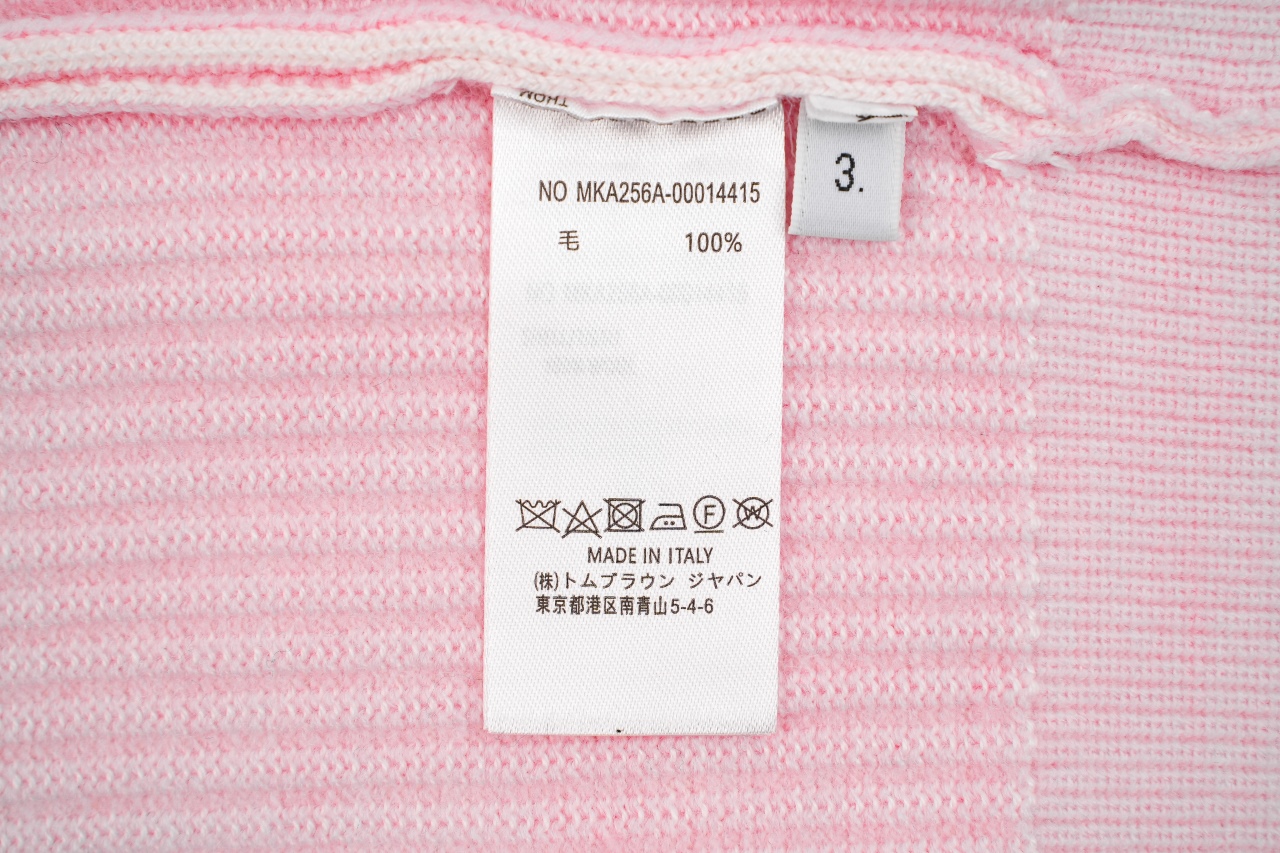 NO MKA256A-00014415
毛 100%
F W
MADE IN ITALY
(株)トムブラウン ジヤパン
東京都港区南青山5-4-6
3.